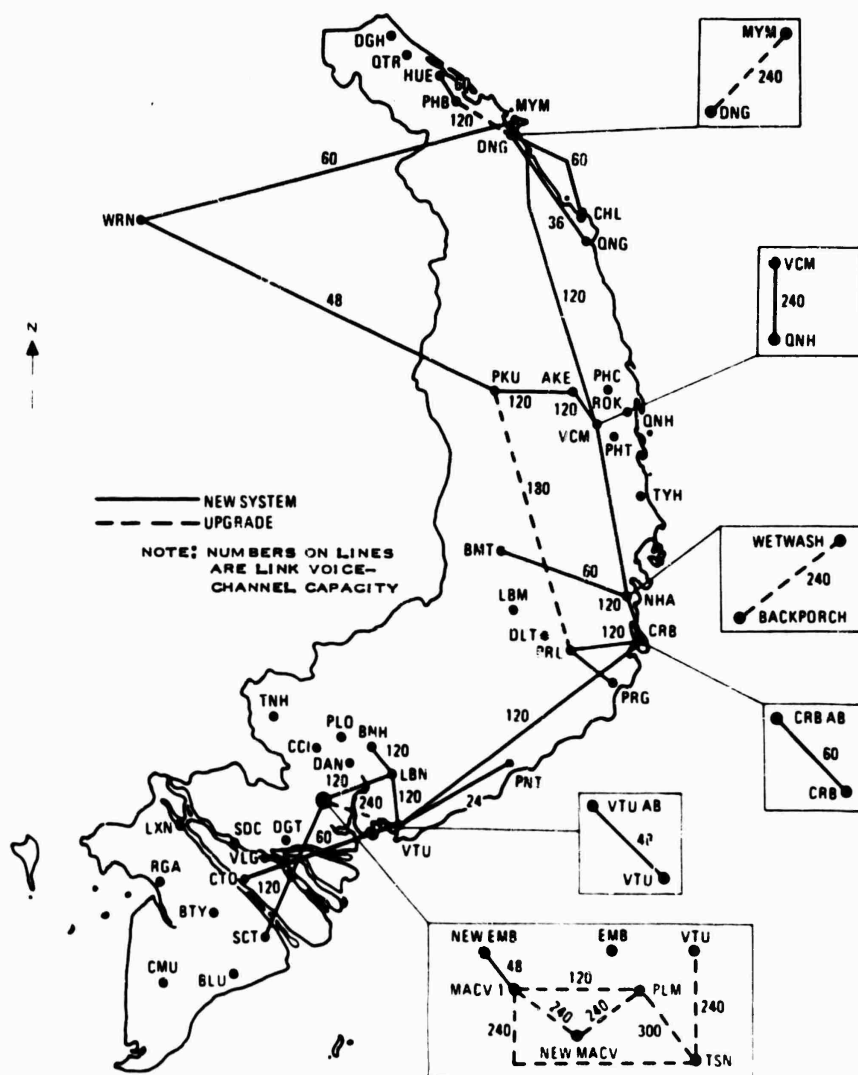 DGH
QTR
HUE
60
PHB
120
MYM
DNG
MYM
240
DNG
60
WRN
60
CHL
36
QNG
48
120
VCM
240
QNH
N
PKU
AKE
PHC
120
120
ROK
QNH
VCM
PHT
180
TYH
NEW SYSTEM
UPGRADE
NOTE: NUMBERS ON LINES
ARE LINK VOICE-
CHANNEL CAPACITY
BMT
60
WETWASH
240
BACKPORCH
LBM
120
NHA
DLT
120
CRB
PRL
PRG
TNH
120
CRB AB
60
CRB
PLO
BNH
CCI
120
DAN
120
LBN
PNT
240
120
24
VTU AB
48
VTU
LXN
SDC
DGT
60
VTU
VLG
RGA
CTO
120
BTY
SCT
CMU
BLU
NEW EMB
EMB
VTU
48
120
MACV 1
PLM
240
240
240
300
240
NEW MACV
TSN